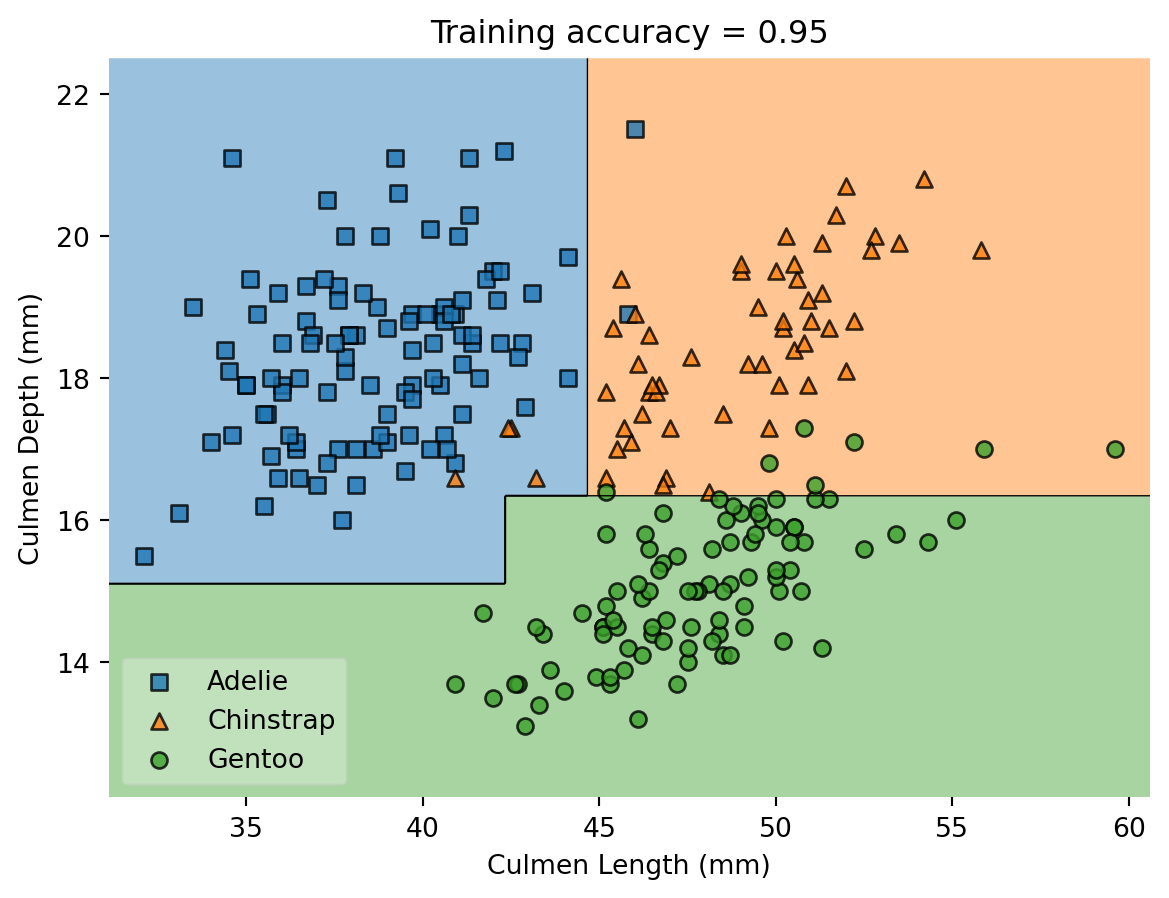 Training accuracy = 0.95
Culmen Depth (mm)
22
20
18
16
14
Adelie
Chinstrap
Gentoo
35
40
45
50
55
60
Culmen Length (mm)